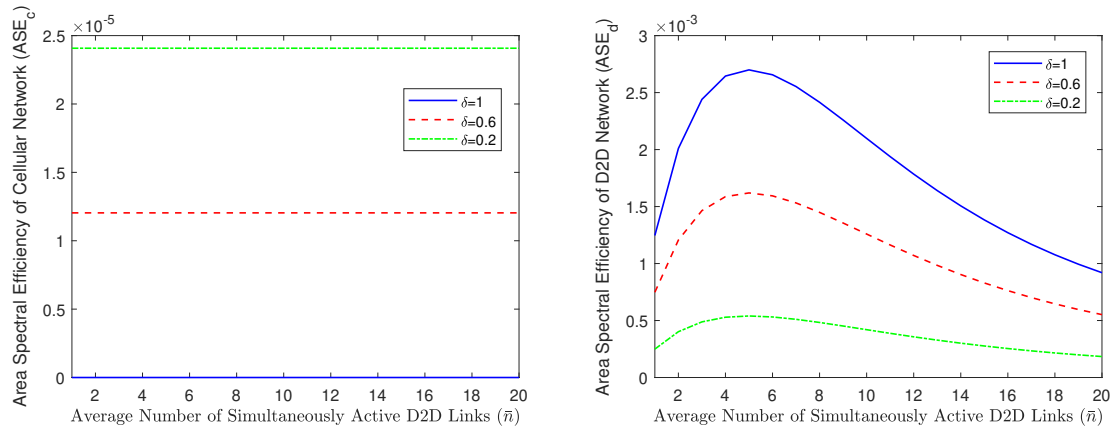 ×10⁻⁵
Area Spectral Efficiency of Cellular Network (ASE_c)
2.5
2
1.5
1
0.5
0
δ=1
δ=0.6
δ=0.2
2 4 6 8 10 12 14 16 18 20
Average Number of Simultaneously Active D2D Links (n̄)
×10⁻³
Area Spectral Efficiency of D2D Network (ASE_d)
3
2.5
2
1.5
1
0.5
0
δ=1
δ=0.6
δ=0.2
2 4 6 8 10 12 14 16 18 20
Average Number of Simultaneously Active D2D Links (n̄)